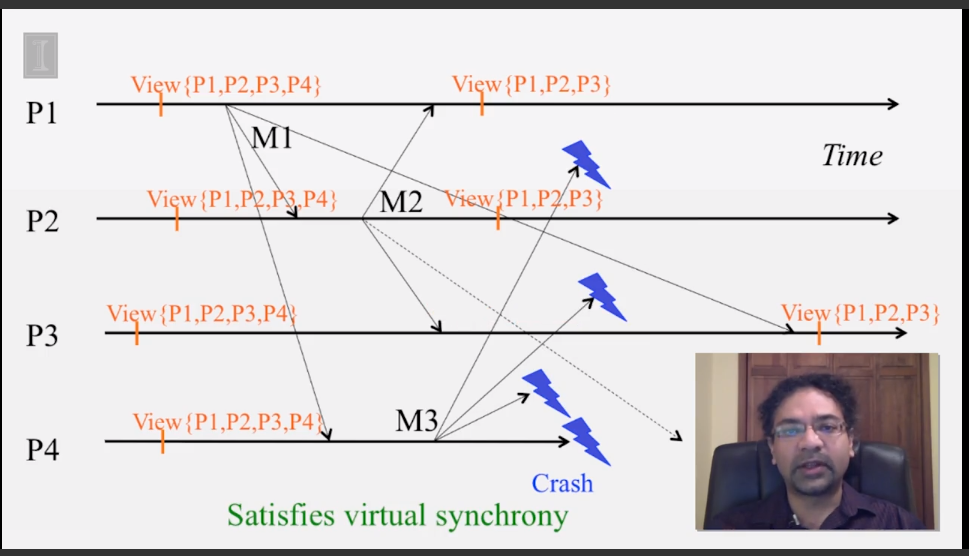 I
View{P1,P2,P3,P4}
View{P1,P2,P3}
P1
M1
Time
View{P1,P2,P3,P4}
M2
View{P1,P2,P3}
P2
View{P1,P2,P3,P4}
View{P1,P2,P3}
P3
View{P1,P2,P3,P4}
M3
P4
Crash
Satisfies virtual synchrony